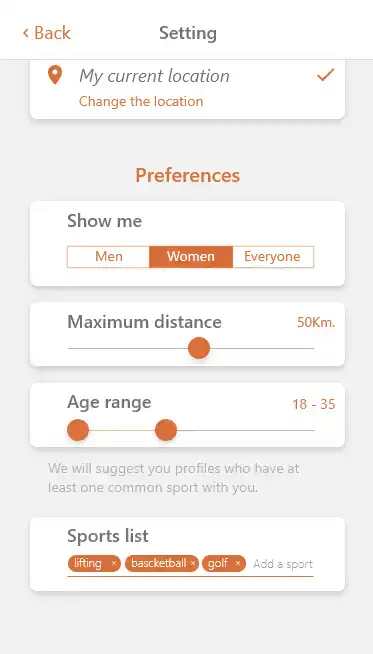 Back
Setting
My current location
Change the location
Preferences
Show me
Men Women Everyone
Maximum distance 50Km.
Age range 18 - 35
We will suggest you profiles who have at
least one common sport with you.
Sports list
lifting × bascketball × golf × Add a sport